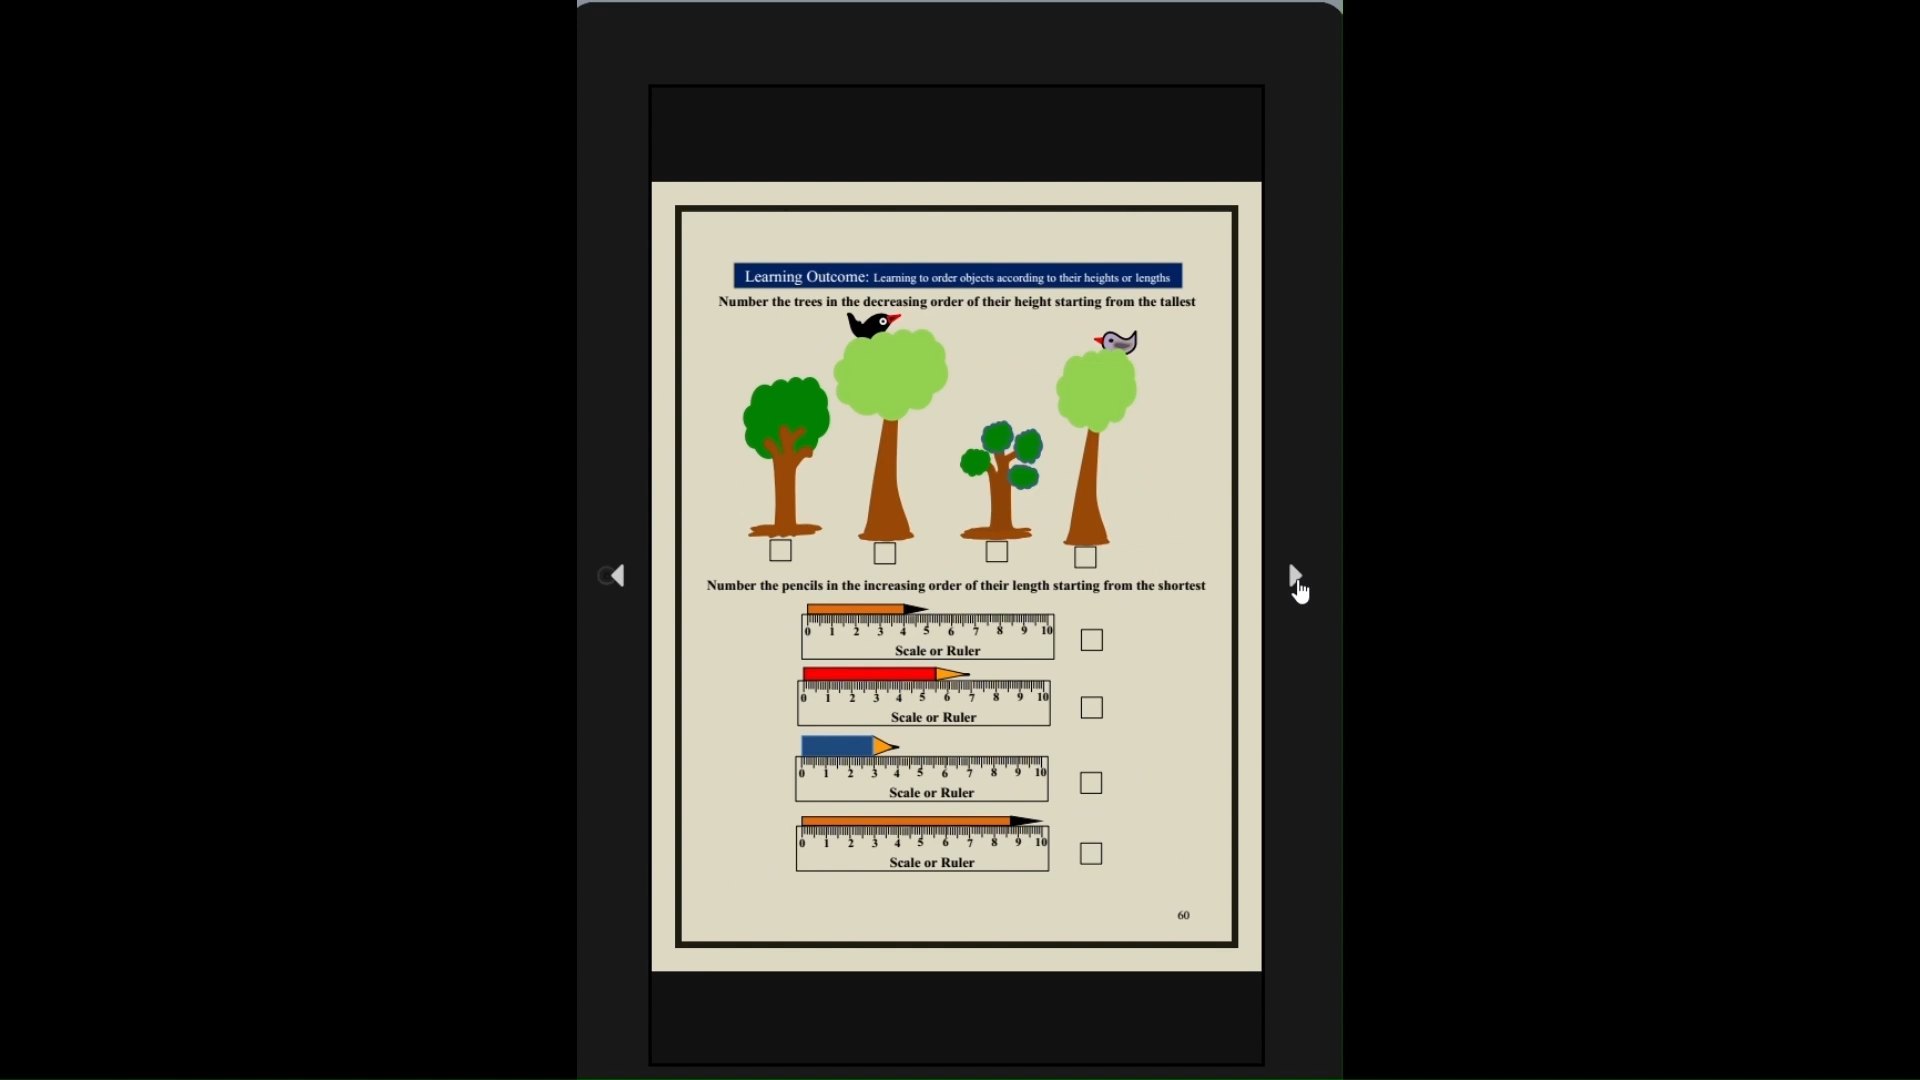 Learning Outcome: Learning to order objects according to their heights or lengths
Number the trees in the decreasing order of their height starting from the tallest
Number the pencils in the increasing order of their length starting from the shortest
0 1 2 3 4 5 6 7 8 9 10
Scale or Ruler
0 1 2 3 4 5 6 7 8 9 10
Scale or Ruler
0 1 2 3 4 5 6 7 8 9 10
Scale or Ruler
0 1 2 3 4 5 6 7 8 9 10
Scale or Ruler
60